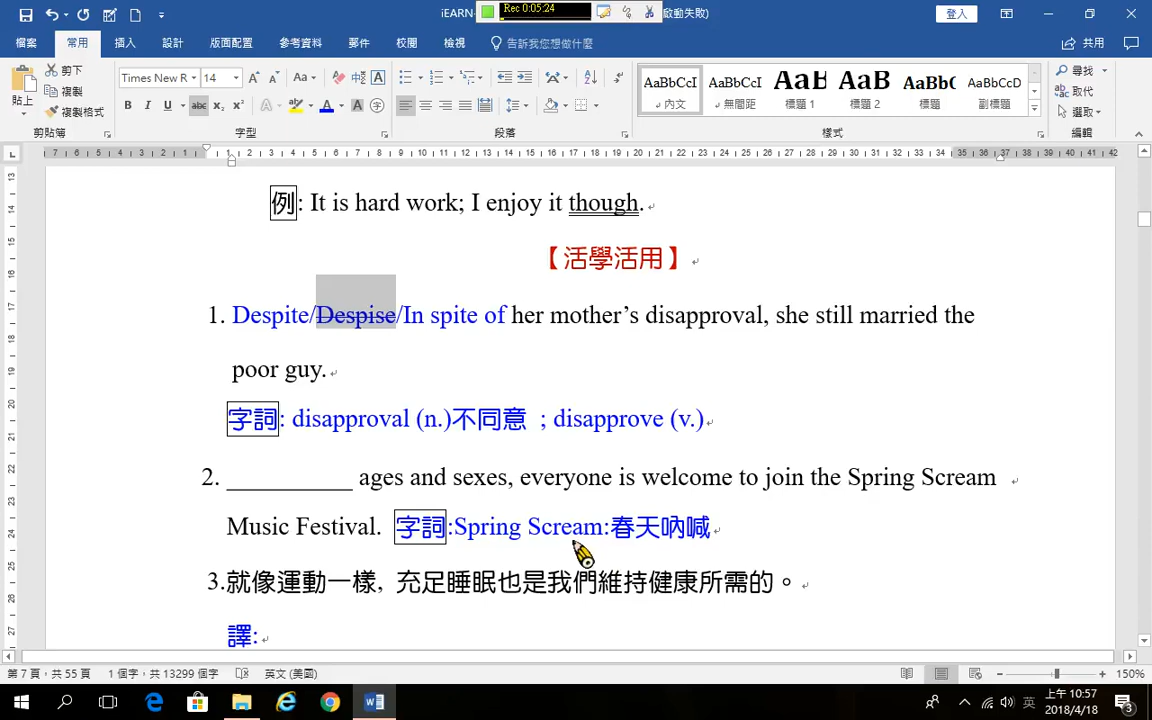 iEARN-
Rec 0:05:24
啟動失敗)
登入
檔案 常用 插入 設計 版面配置 參考資料 郵件 校閱 檢視 告訴我您想做什麼 共用
貼上 剪下 複製 複製格式 剪貼簿
Times New R 14
字型
段落
AaBbCcI 內文 AaBbCcI 無間距 AaB 標題 1 AaB 標題 2 AaBbC 標題 AaBbCcD 副標題
樣式
尋找 取代 選取 編輯
例: It is hard work; I enjoy it though.
【活學活用】
1. Despite/Despise/In spite of her mother’s disapproval, she still married the
poor guy.
字詞: disapproval (n.)不同意 ; disapprove (v.)
2. __________ ages and sexes, everyone is welcome to join the Spring Scream
Music Festival. 字詞:Spring Scream:春天吶喊
3.就像運動一樣, 充足睡眠也是我們維持健康所需的。
譯:
第 7 頁，共 55 頁 1 個字，共 13299 個字 英文 (美國) 150%
英 上午 10:57
2018/4/18 3